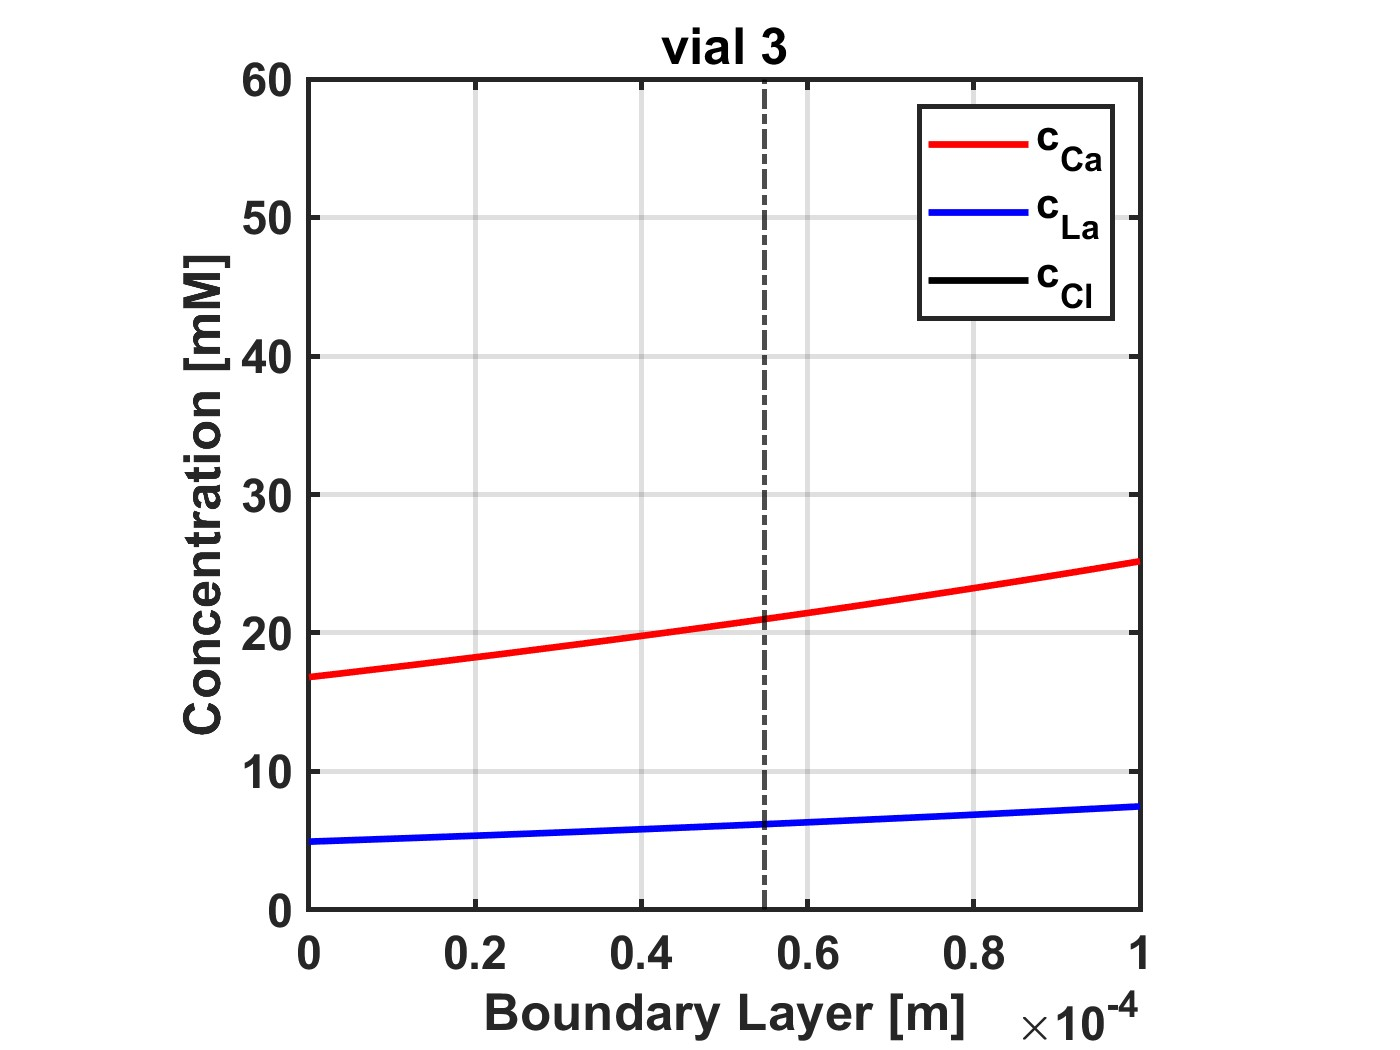 vial 3
60
50
40
30
20
10
0
Concentration [mM]
c_Ca
c_La
c_Cl
0 0.2 0.4 0.6 0.8 1
Boundary Layer [m] ×10^-4